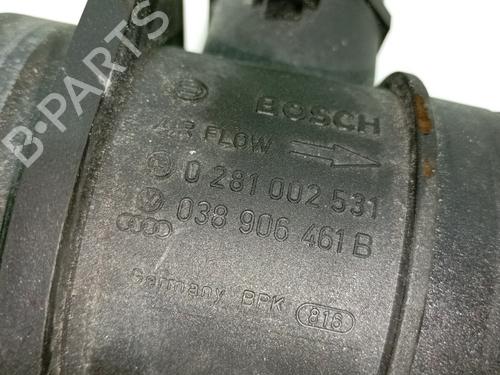 B-PARTS
BOSCH
AIR FLOW
0 281 002 531
038 906 461 B
Germany BPK 816